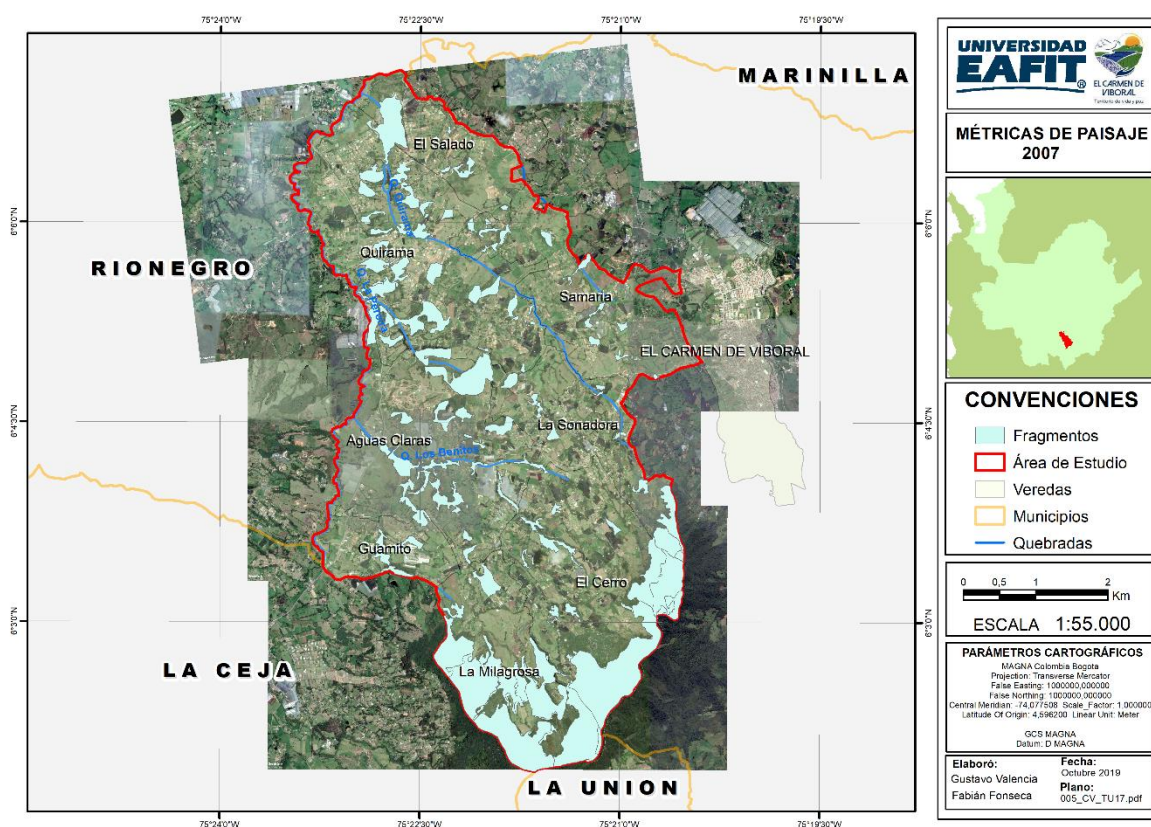 75°24'0"W 75°22'30"W 75°21'0"W 75°19'30"W
MARINILLA
El Salado
Q. Quirama
6°6'0"N 6°6'0"N
Quirama
RIONEGRO
Samaria
EL CARMEN DE VIBORAL
6°4'30"N 6°4'30"N
La Sonadora
Aguas Claras
Q. Los Benitos
Guamito
El Cerro
6°3'0"N 6°3'0"N
LA CEJA
La Milagrosa
LA UNION
75°24'0"W 75°22'30"W 75°21'0"W 75°19'30"W
UNIVERSIDAD
EAFIT®
EL CARMEN DE
VIBORAL
Territorio de vida y paz
MÉTRICAS DE PAISAJE
2007
CONVENCIONES
Fragmentos
Área de Estudio
Veredas
Municipios
Quebradas
0 0,5 1 2
Km
ESCALA 1:55.000
PARÁMETROS CARTOGRÁFICOS
MAGNA Colombia Bogota
Projection: Transverse Mercator
False Easting: 1000000,000000
False Northing: 1000000,000000
Central Meridian: -74,077508 Scale_Factor: 1,000000
Latitude Of Origin: 4,596200 Linear Unit: Meter
GCS MAGNA
Datum: D MAGNA
Elaboró:
Gustavo Valencia
Fabián Fonseca
Fecha:
Octubre 2019
Plano:
005_CV_TU17.pdf